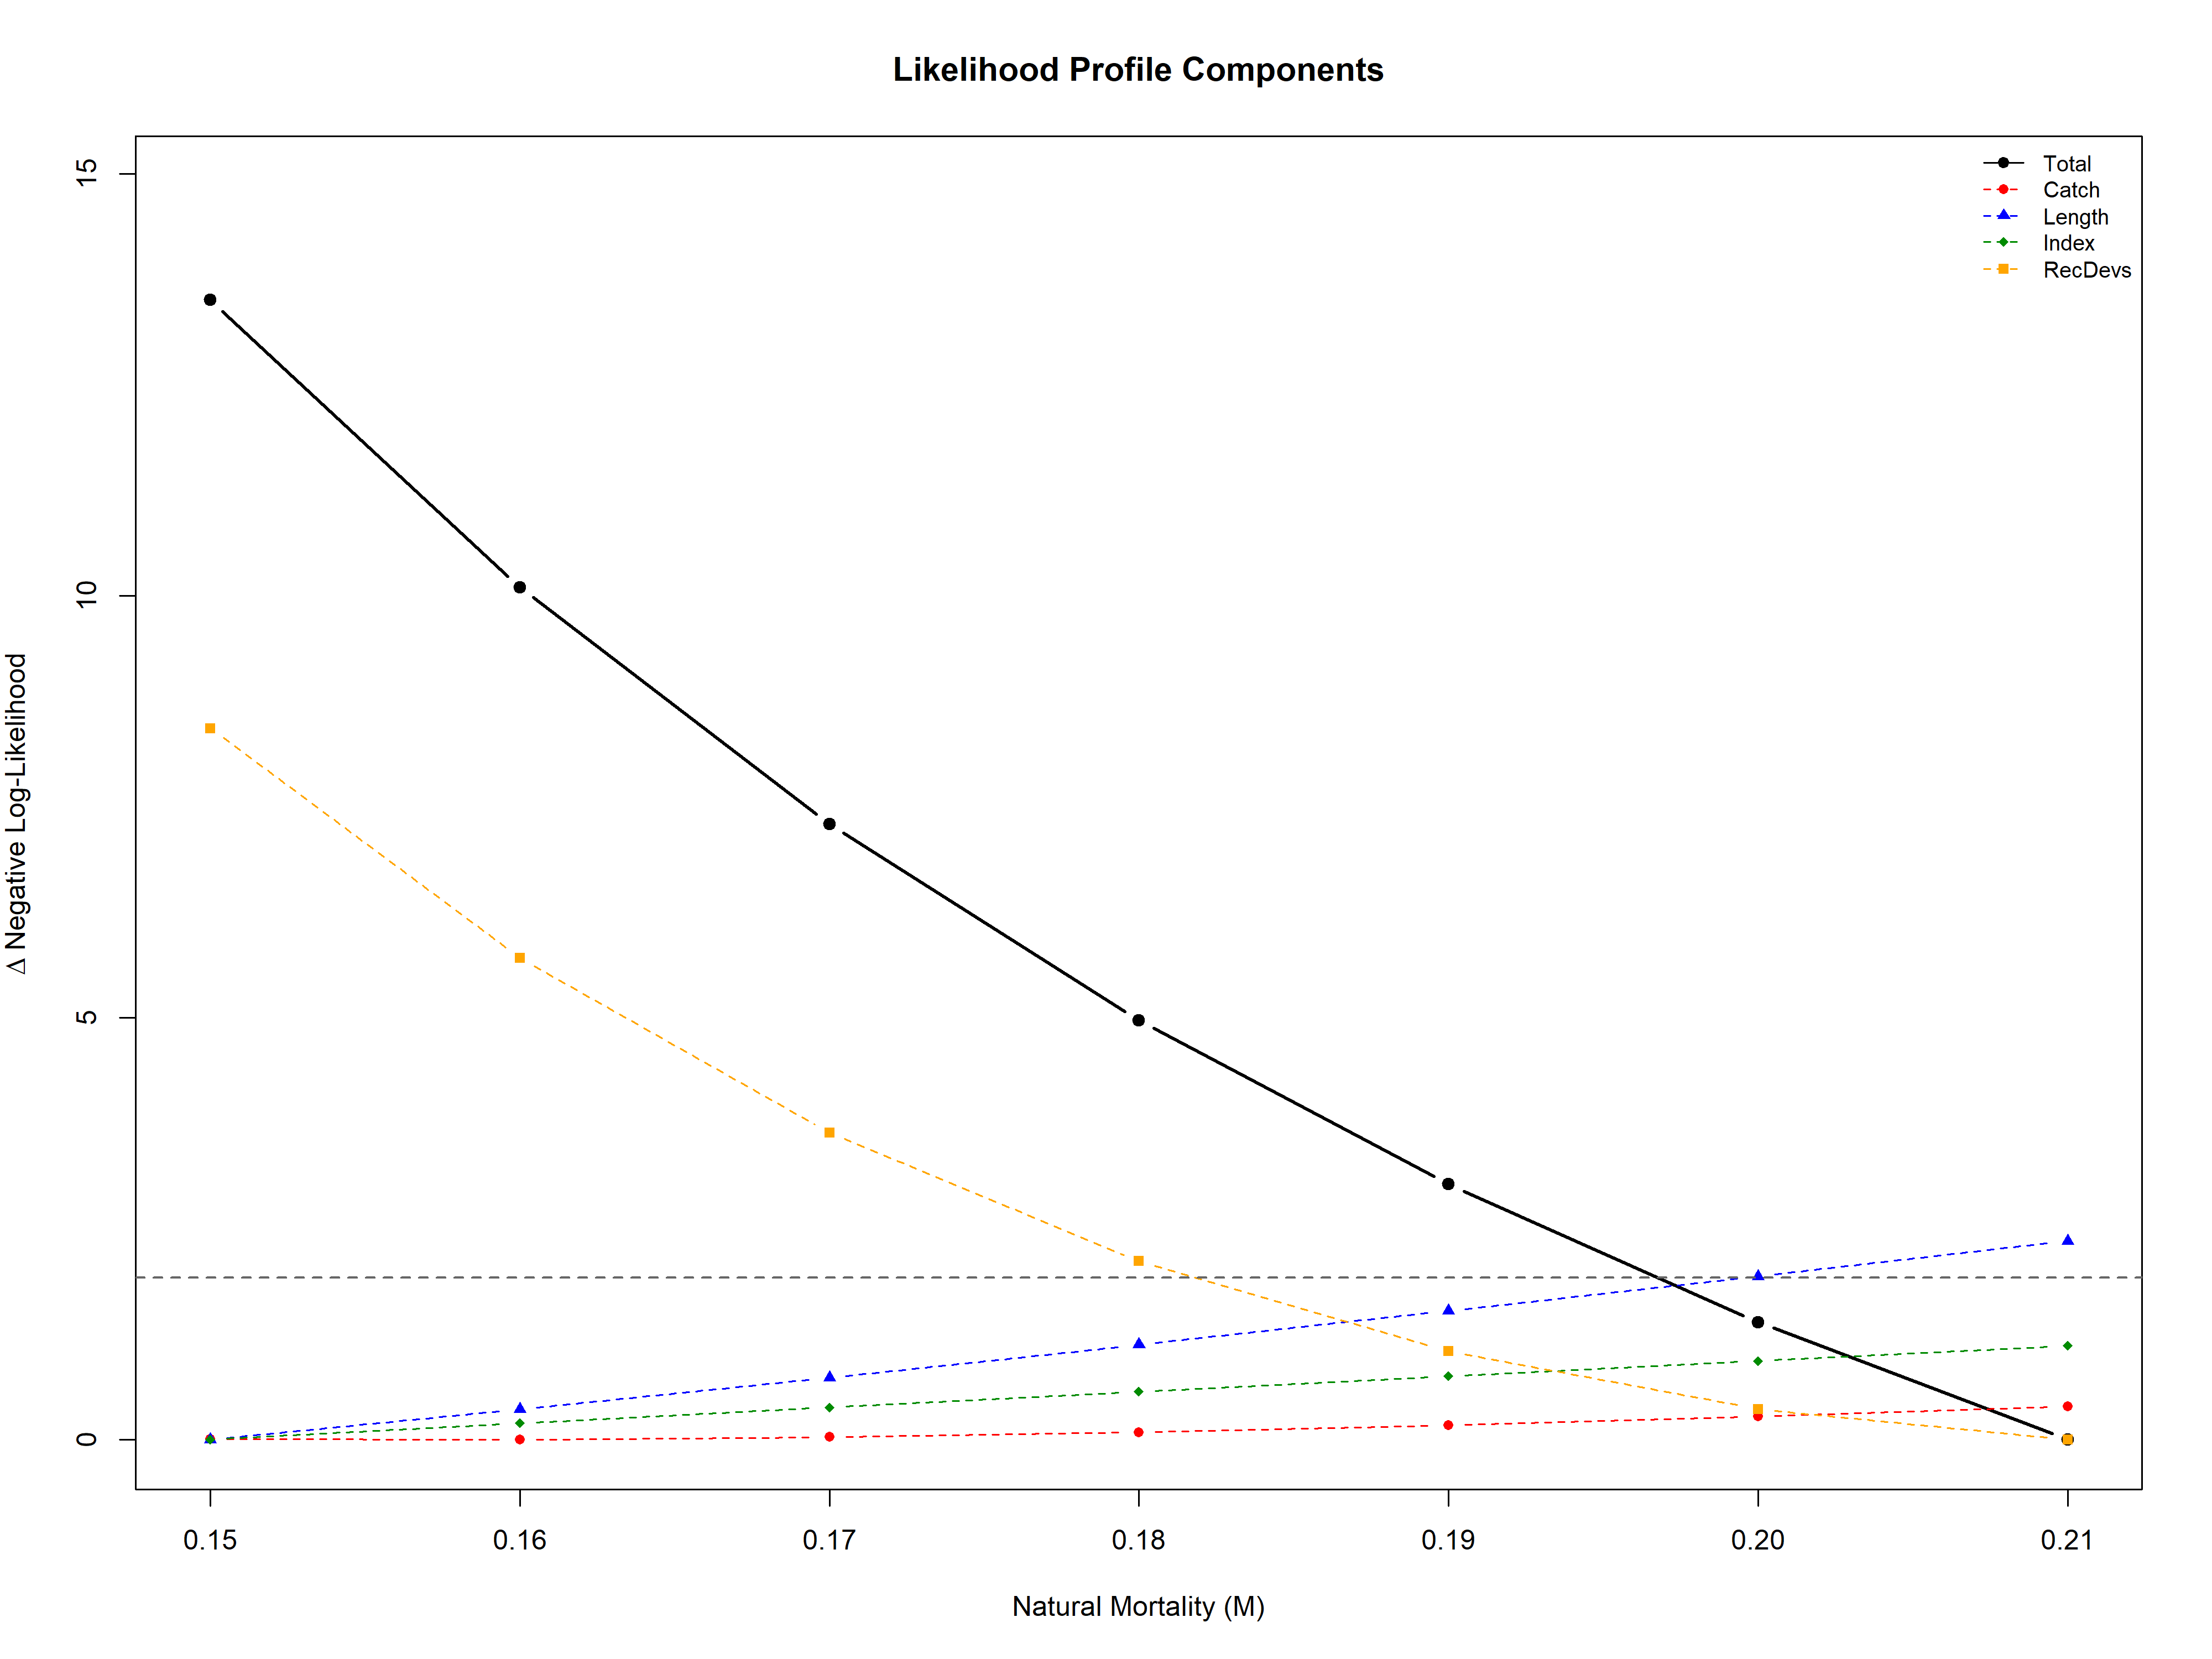 Likelihood Profile Components
Total
Catch
Length
Index
RecDevs
15
10
5
0
Δ Negative Log-Likelihood
0.15 0.16 0.17 0.18 0.19 0.20 0.21
Natural Mortality (M)